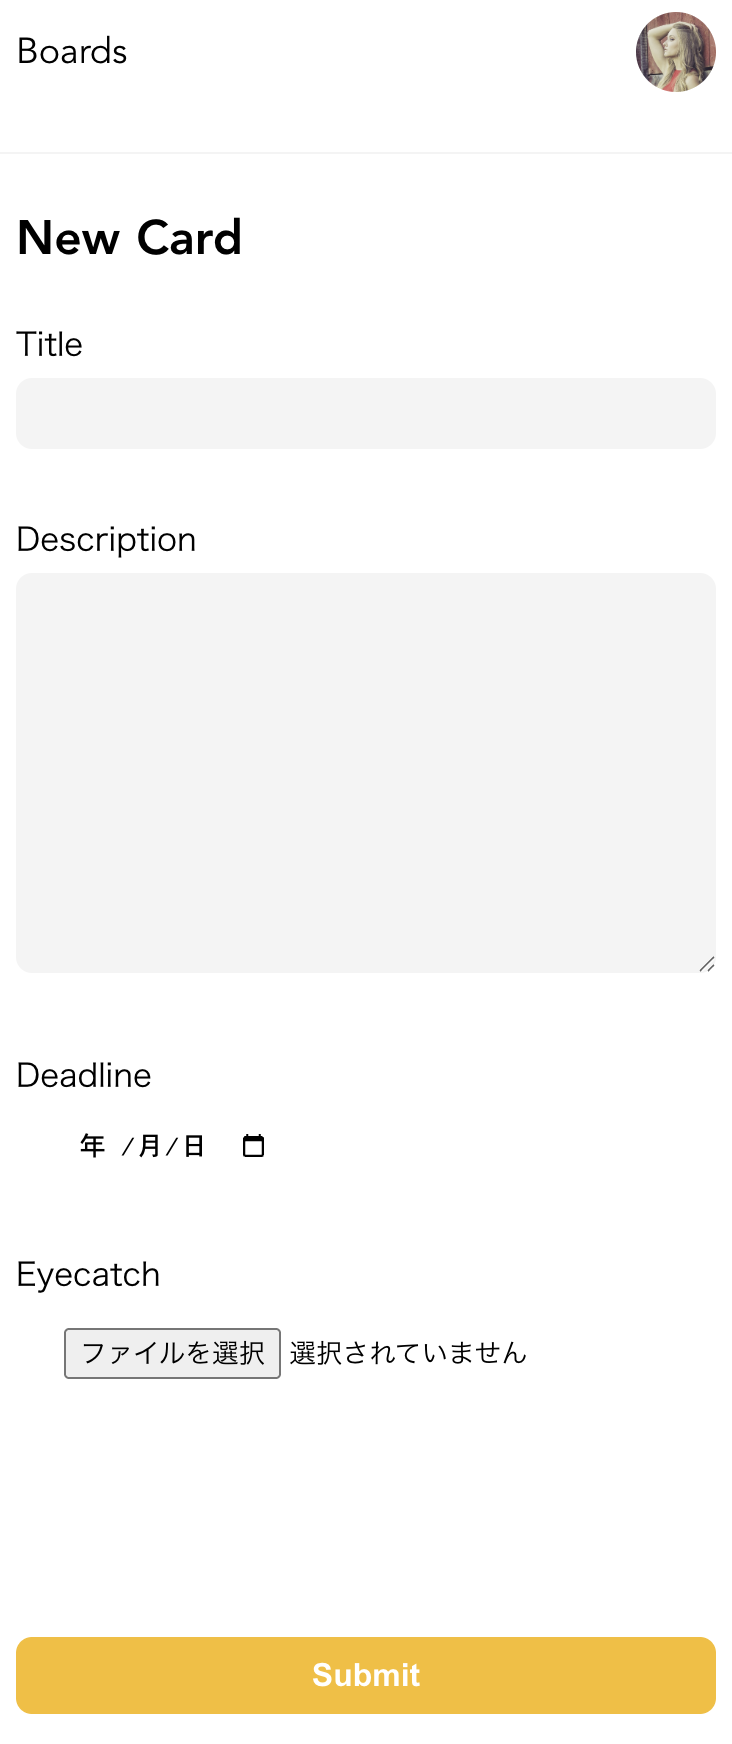 Boards
New Card
Title
Description
Deadline
年 /月/日
Eyecatch
ファイルを選択 選択されていません
Submit